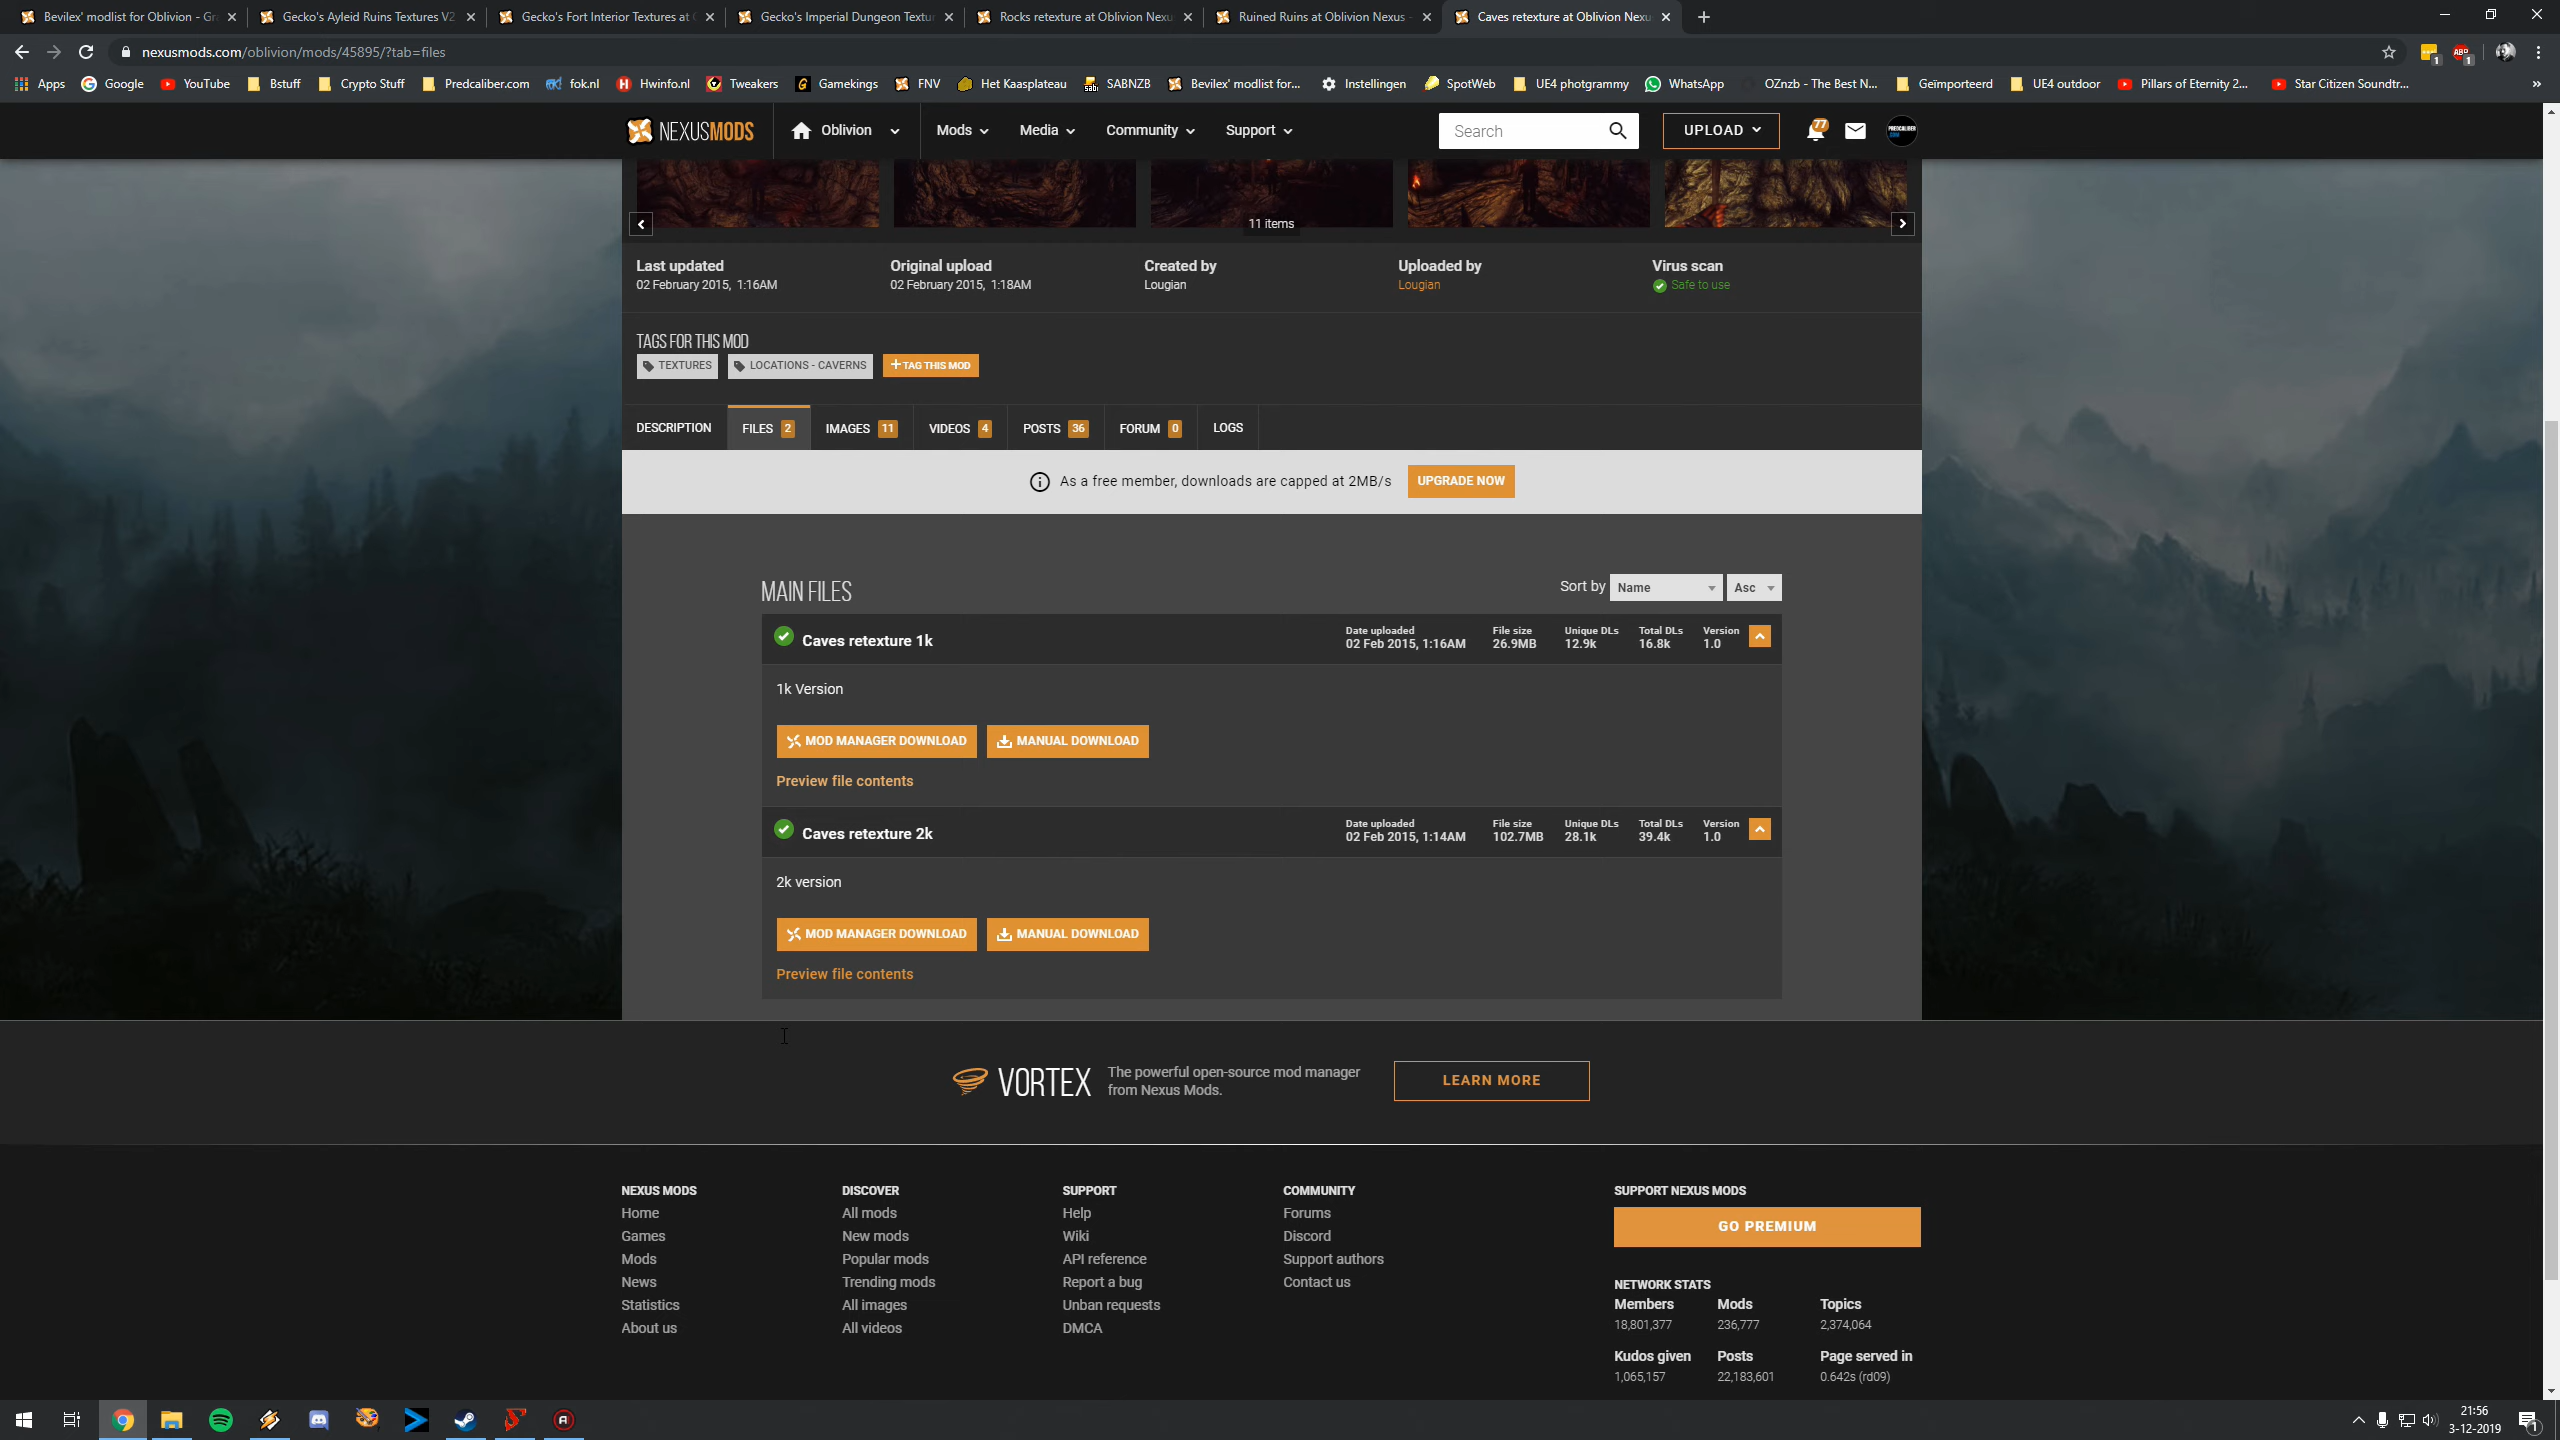 Bevilex' modlist for Oblivion - Gr
Gecko's Ayleid Ruins Textures V2
Gecko's Fort Interior Textures at
Gecko's Imperial Dungeon Textur
Rocks retexture at Oblivion Nexu
Ruined Ruins at Oblivion Nexus -
Caves retexture at Oblivion Nexu
nexusmods.com/oblivion/mods/45895/?tab=files
Apps Google YouTube Bstuff Crypto Stuff Predcaliber.com fok.nl Hwinfo.nl Tweakers Gamekings FNV Het Kaasplateau SABNZB Bevilex' modlist for... Instellingen SpotWeb UE4 photgrammy WhatsApp OZnzb - The Best N... Geïmporteerd UE4 outdoor Pillars of Eternity 2... Star Citizen Soundtr... »
NEXUSMODS Oblivion Mods Media Community Support Search UPLOAD 77
11 items
Last updated Original upload Created by Uploaded by Virus scan
02 February 2015, 1:16AM 02 February 2015, 1:18AM Lougian Lougian Safe to use
TAGS FOR THIS MOD
TEXTURES LOCATIONS - CAVERNS +TAG THIS MOD
DESCRIPTION FILES 2 IMAGES 11 VIDEOS 4 POSTS 36 FORUM 0 LOGS
As a free member, downloads are capped at 2MB/s UPGRADE NOW
MAIN FILES Sort by Name Asc
Caves retexture 1k
Date uploaded File size Unique DLs Total DLs Version
02 Feb 2015, 1:16AM 26.9MB 12.9k 16.8k 1.0
1k Version
MOD MANAGER DOWNLOAD MANUAL DOWNLOAD
Preview file contents
Caves retexture 2k
Date uploaded File size Unique DLs Total DLs Version
02 Feb 2015, 1:14AM 102.7MB 28.1k 39.4k 1.0
2k version
MOD MANAGER DOWNLOAD MANUAL DOWNLOAD
Preview file contents
VORTEX The powerful open-source mod manager
from Nexus Mods.
LEARN MORE
NEXUS MODS DISCOVER SUPPORT COMMUNITY SUPPORT NEXUS MODS
Home All mods Help Forums
GO PREMIUM
Games New mods Wiki Discord
Mods Popular mods API reference Support authors
News Trending mods Report a bug Contact us
NETWORK STATS
Statistics All images Unban requests
Members Mods Topics
18,801,377 236,777 2,374,064
About us All videos DMCA
Kudos given Posts Page served in
1,065,157 22,183,601 0.642s (rd09)
21:56
3-12-2019